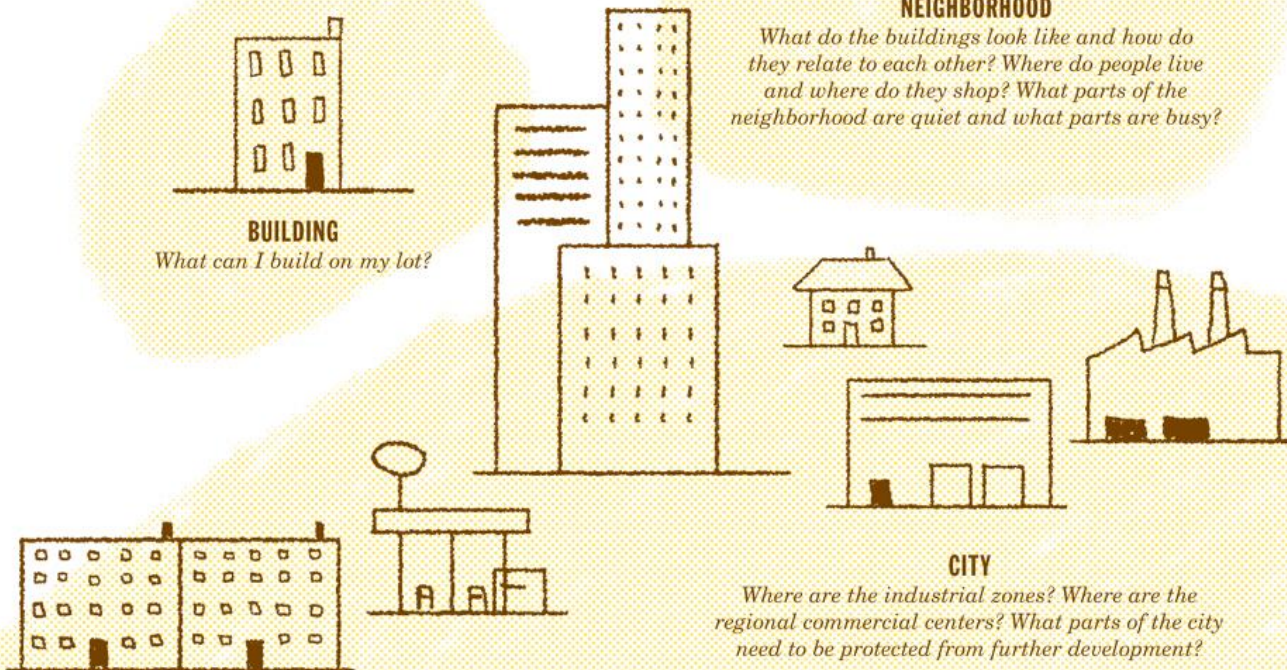 NEIGHBORHOOD
What do the buildings look like and how do
they relate to each other? Where do people live
and where do they shop? What parts of the
neighborhood are quiet and what parts are busy?
BUILDING
What can I build on my lot?
CITY
Where are the industrial zones? Where are the
regional commercial centers? What parts of the city
need to be protected from further development?